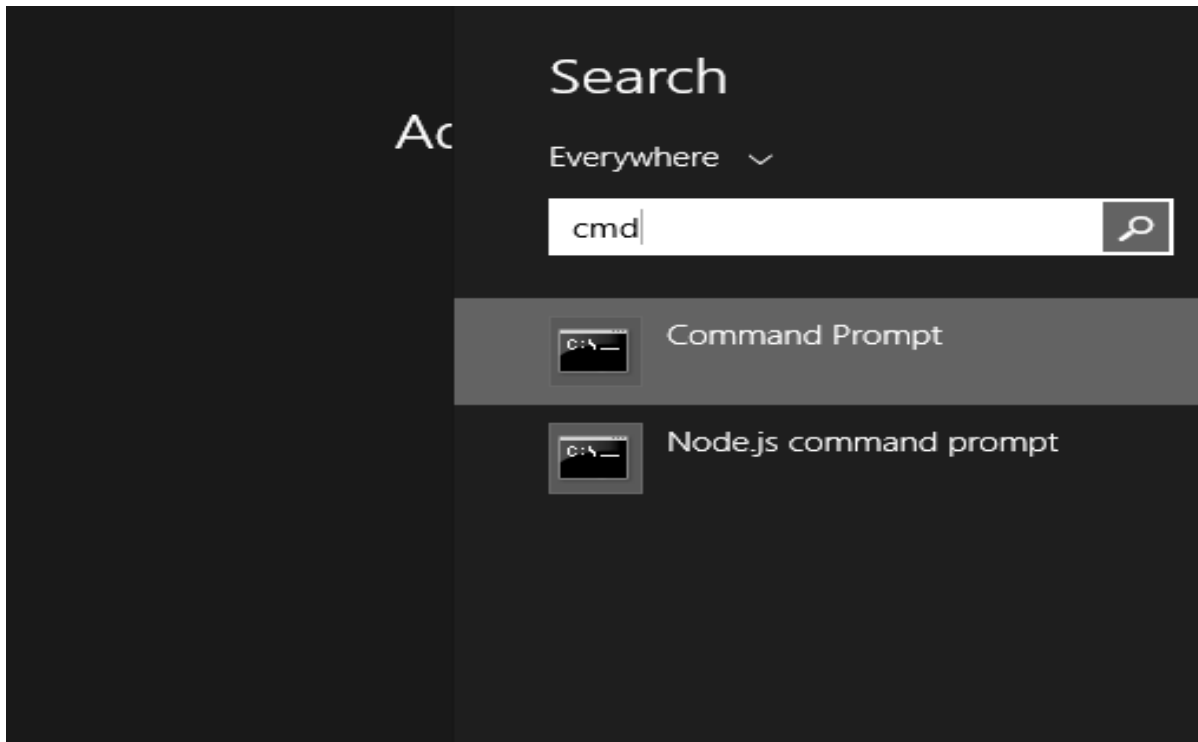 Search
Ac
Everywhere
cmd
Command Prompt
C:\
Node.js command prompt
C:\